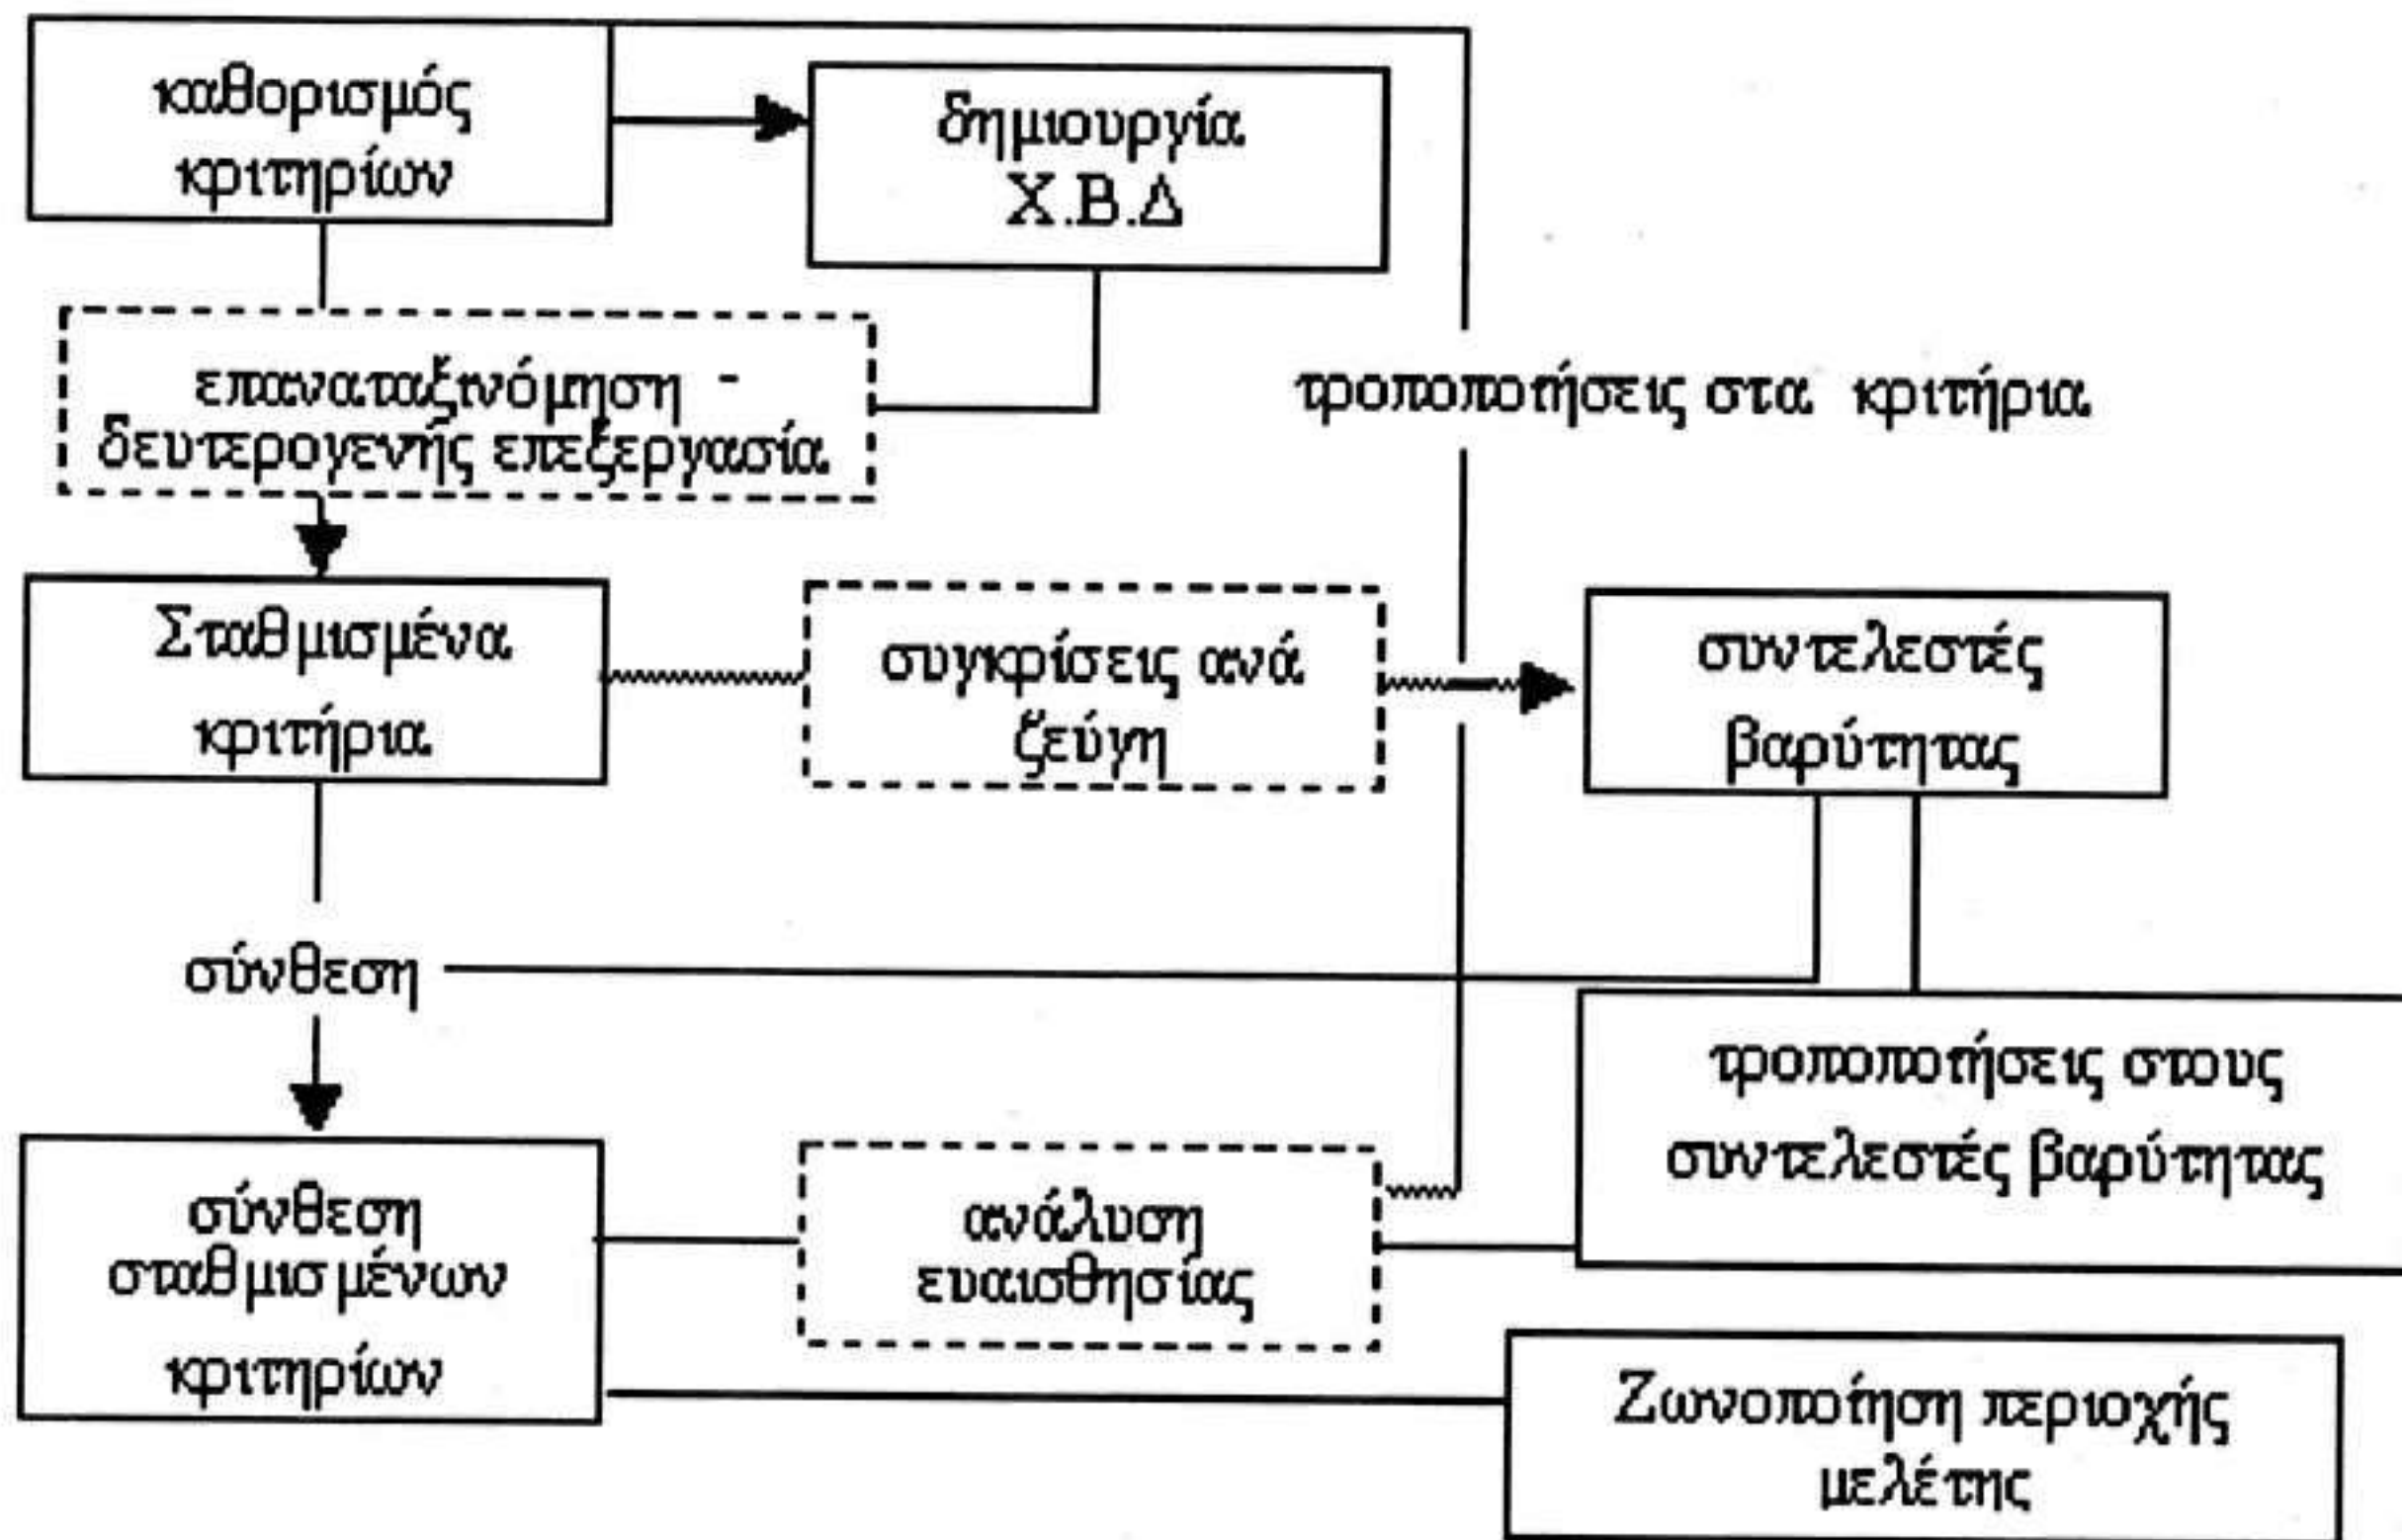 καθορισμός
κριτηρίων
δημιουργία
Χ.Β.Δ
επαναταξινόμηση -
δευτερογενής επεξεργασία
τροποποιήσεις στα κριτήρια
Σταθμισμένα
κριτήρια
συγκρίσεις ανά
ζεύγη
συντελεστές
βαρύτητας
σύνθεση
τροποποιήσεις στους
συντελεστές βαρύτητας
σύνθεση
σταθμισμένων
κριτηρίων
ανάλυση
ευαισθησίας
Ζωνοποίηση περιοχής
μελέτης